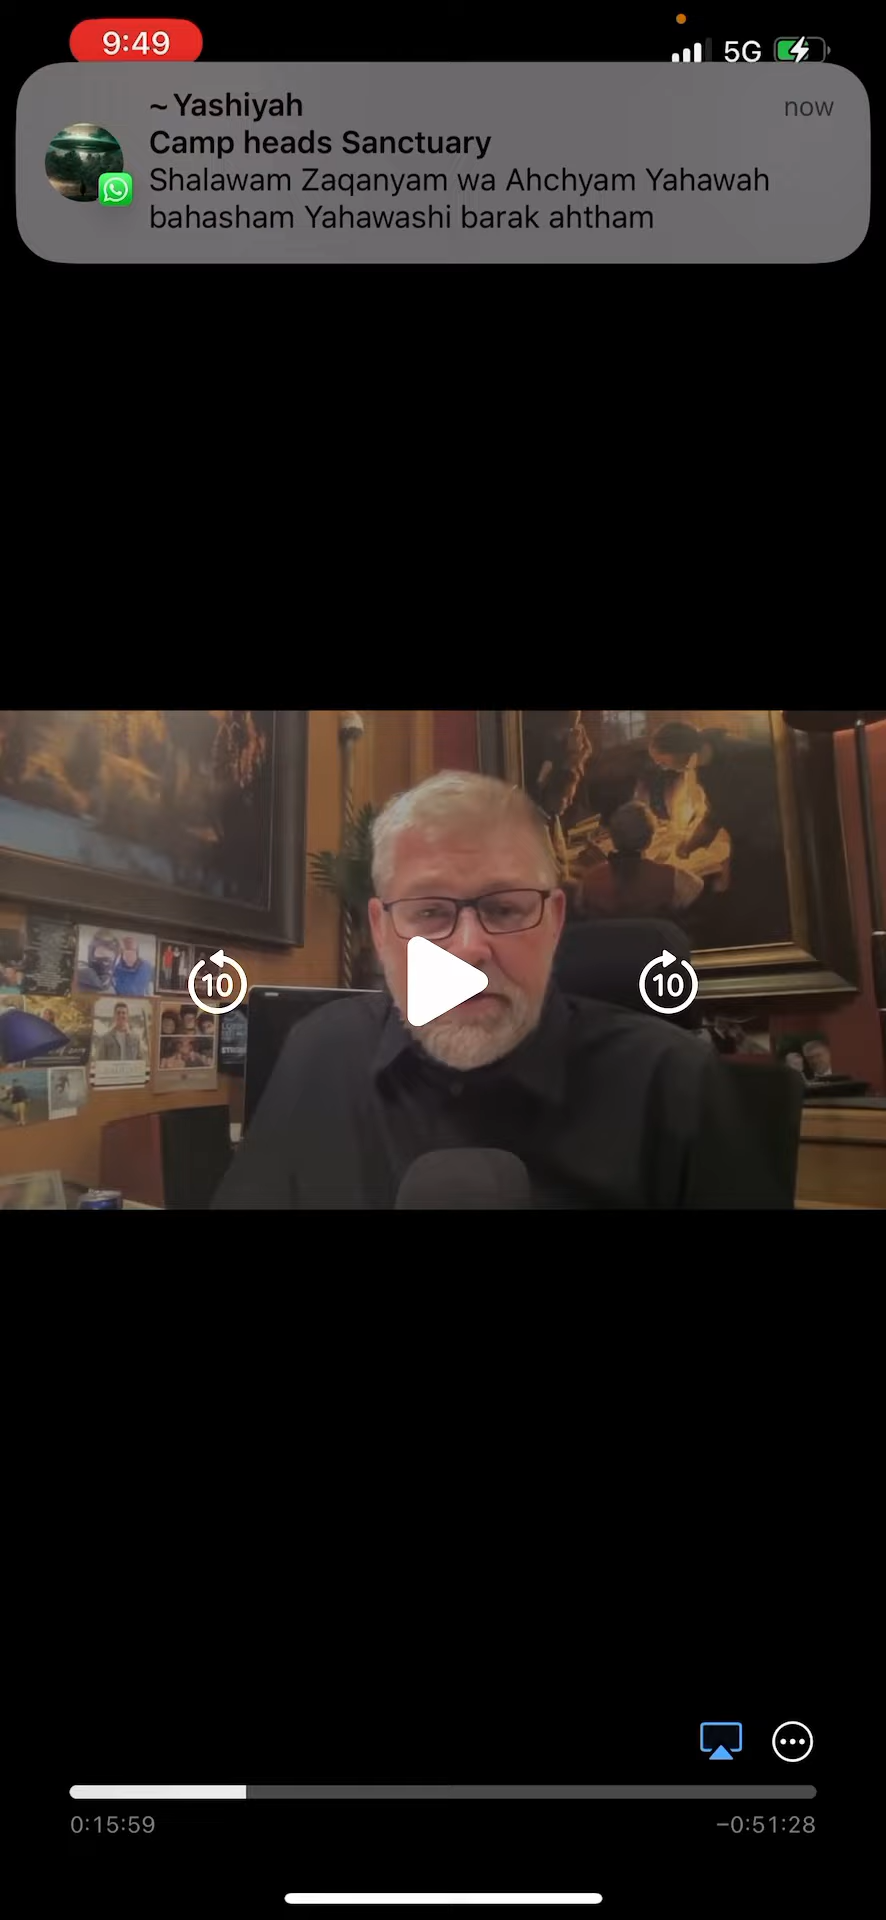 9:49
5G
~ Yashiyah
now
Camp heads Sanctuary
Shalawam Zaqanyam wa Ahchyam Yahawah
bahasham Yahawashi barak ahtham
10
10
0:15:59
−0:51:28